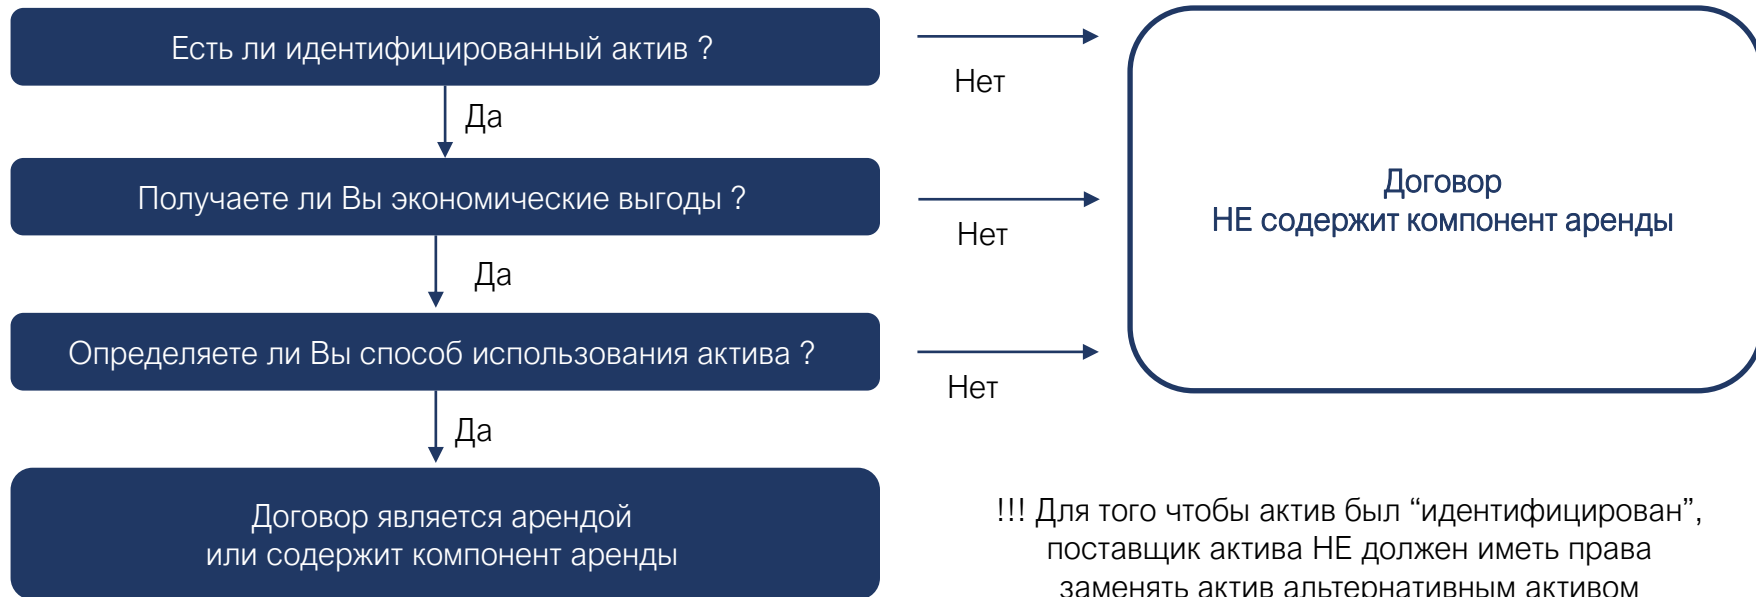 Есть ли идентифицированный актив ?
Нет
Да
Получаете ли Вы экономические выгоды ?
Нет
Да
Определяете ли Вы способ использования актива ?
Нет
Да
Договор является арендой
или содержит компонент аренды
Договор
НЕ содержит компонент аренды
!!! Для того чтобы актив был “идентифицирован”,
поставщик актива НЕ должен иметь права
заменять актив альтернативным активом